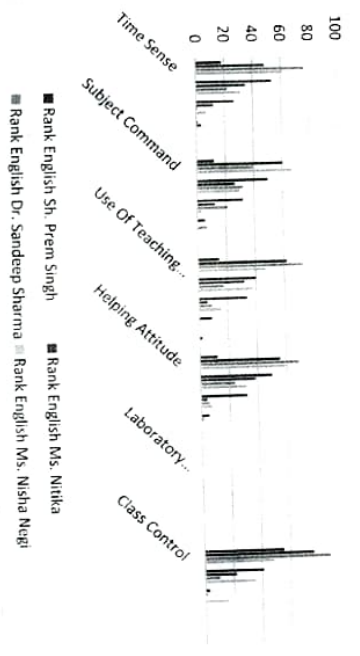 100
80
60
40
20
0
Time Sense
Subject Command
Use Of Teaching...
Helping Attitude
Laboratory...
Class Control
■ Rank English Sh. Prem Singh ■ Rank English Ms. Nitika
■ Rank English Dr. Sandeep Sharma ■ Rank English Ms. Nisha Negi